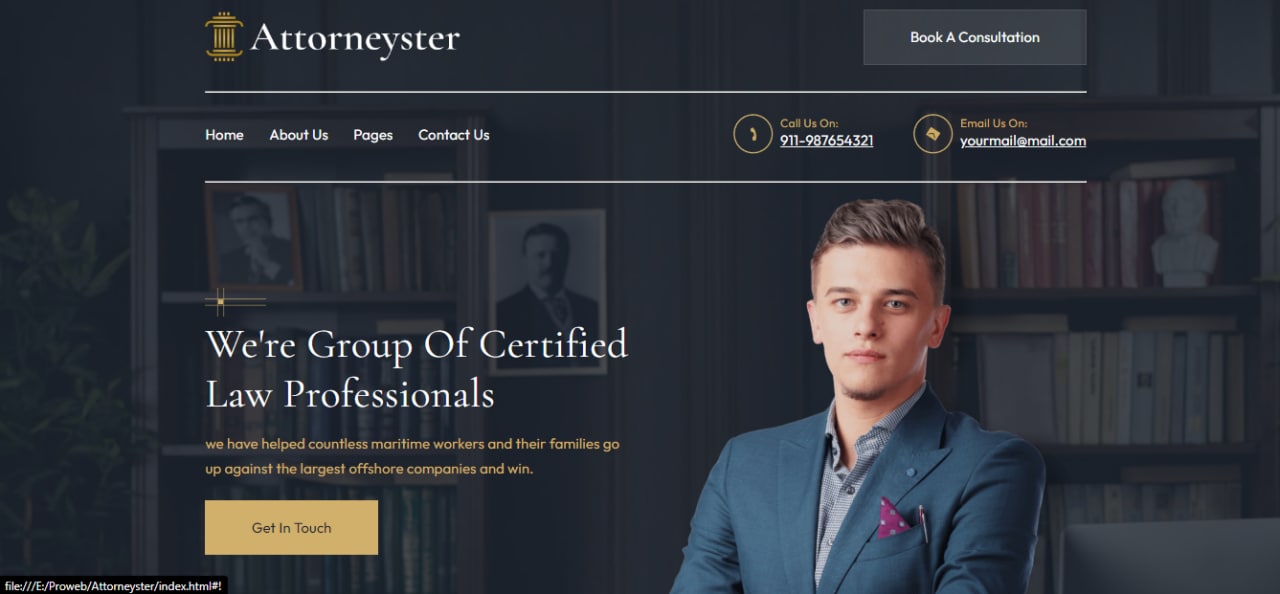 Attorneyster
Book A Consultation
Home About Us Pages Contact Us
Call Us On:
911-987654321
Email Us On:
yourmail@mail.com
We're Group Of Certified
Law Professionals
we have helped countless maritime workers and their families go
up against the largest offshore companies and win.
Get In Touch
file:///E:/Proweb/Attorneyster/index.html#!